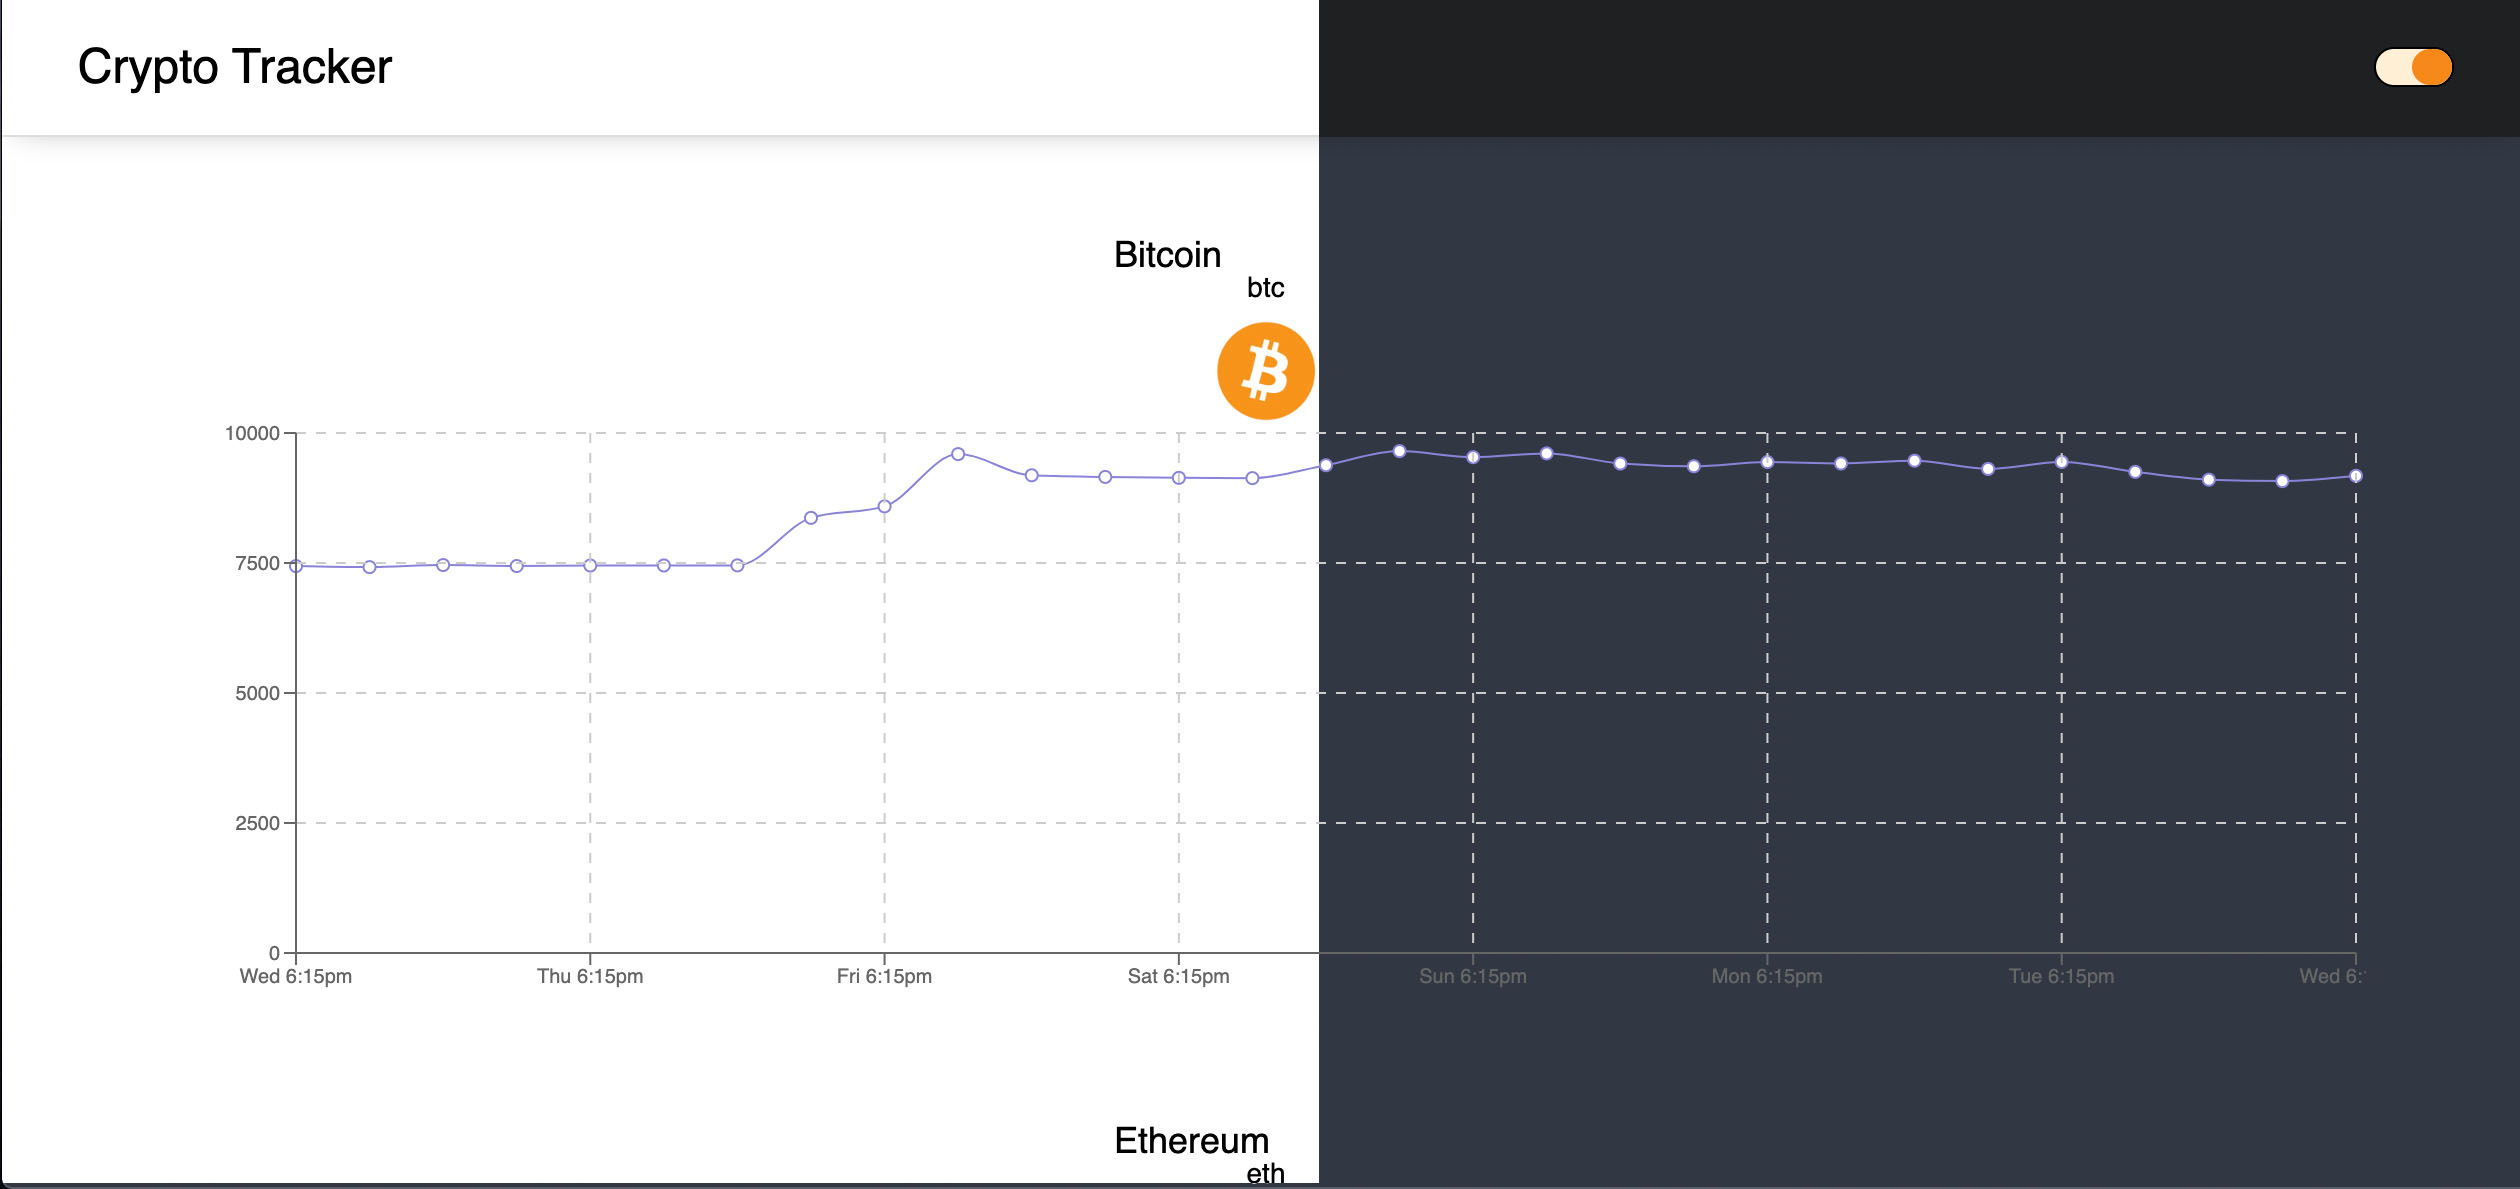 Crypto Tracker
Bitcoin
btc
10000
7500
5000
2500
0
Wed 6:15pm Thu 6:15pm Fri 6:15pm Sat 6:15pm Sun 6:15pm Mon 6:15pm Tue 6:15pm Wed 6:
Ethereum
eth